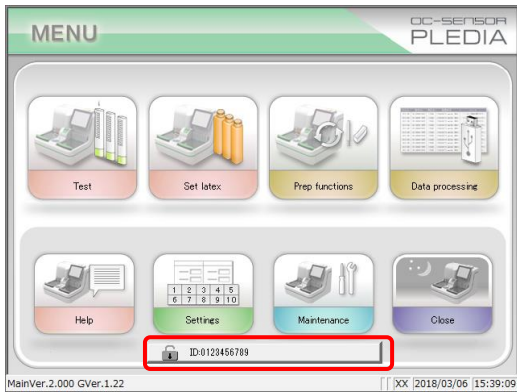 MENU
OC-SENSOR
PLEDIA
Test
Set latex
Prep functions
Data processing
Help
1 2 3 4 5
6 7 8 9 10
Settings
Maintenance
Close
ID:0123456789
MainVer.2.000 GVer.1.22
XX 2018/03/06 15:39:09